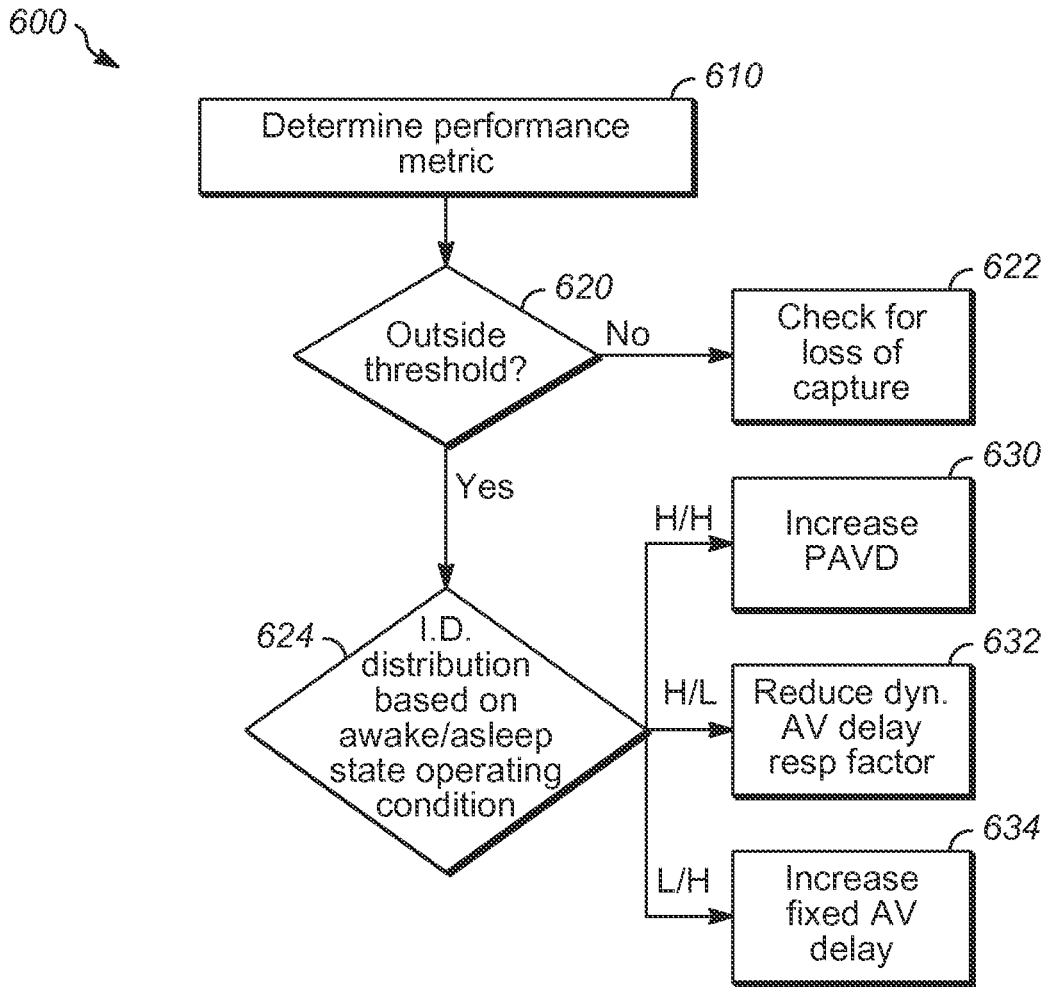 600
610
Determine performance
metric
620
Outside
threshold?
No
622
Check for
loss of
capture
Yes
624
I.D.
distribution
based on
awake/asleep
state operating
condition
H/H
630
Increase
PAVD
H/L
632
Reduce dyn.
AV delay
resp factor
L/H
634
Increase
fixed AV
delay